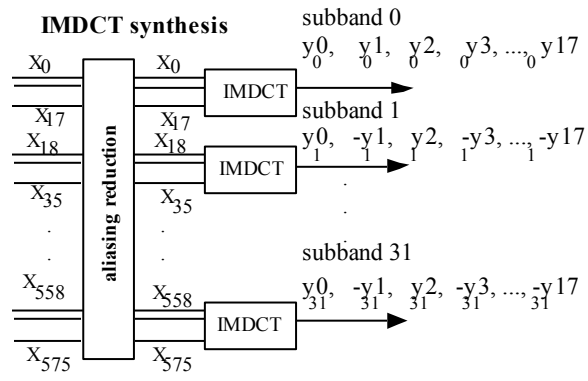 IMDCT synthesis
subband 0
y0, y1, y2, y3, ..., y17
0 0 0 0 0
X0 X0
IMDCT
X17 X17
subband 1
X18 X18
y0, -y1, y2, -y3, ..., -y17
1 1 1 1 1
IMDCT
X35 X35
aliasing reduction
. . .
. . .
subband 31
X558 X558
y0, -y1, y2, -y3, ..., -y17
31 31 31 31 31
IMDCT
X575 X575